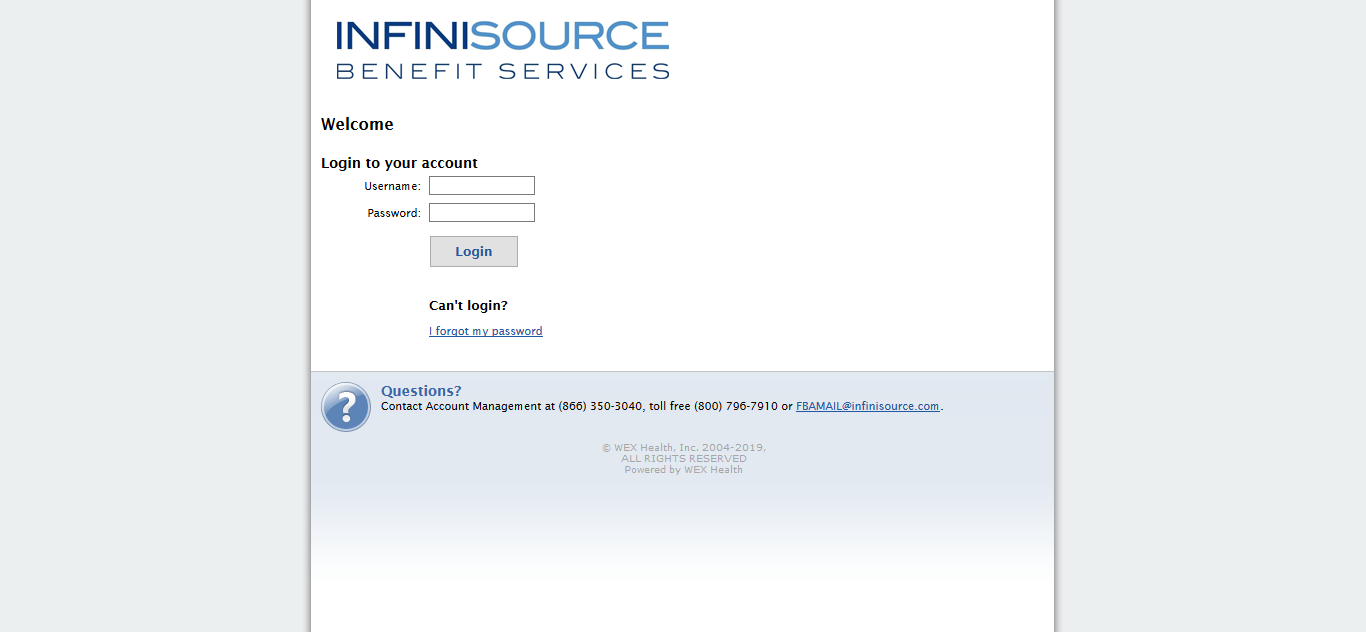 INFINISOURCE
BENEFIT SERVICES
Welcome
Login to your account
Username:
Password:
Login
Can't login?
I forgot my password
?
Questions?
Contact Account Management at (866) 350-3040, toll free (800) 796-7910 or FBAMAIL@infinisource.com.
© WEX Health, Inc. 2004-2019,
ALL RIGHTS RESERVED
Powered by WEX Health